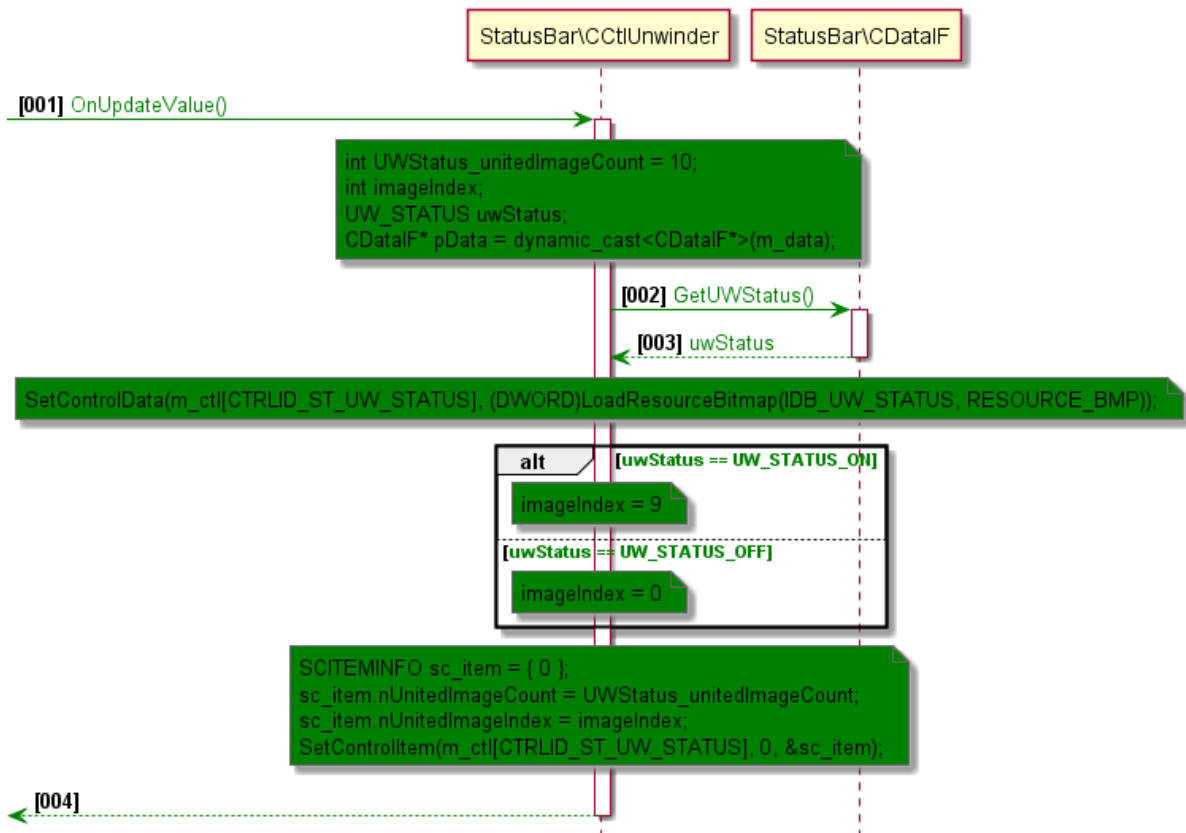 StatusBar\CCtlUnwinder
StatusBar\CDataIF
[001] OnUpdateValue()
int UWStatus_unitedImageCount = 10;
int imageIndex;
UW_STATUS uwStatus;
CDataIF* pData = dynamic_cast<CDataIF*>(m_data);
[002] GetUWStatus()
[003] uwStatus
SetControlData(m_ctl[CTRLID_ST_UW_STATUS], (DWORD)LoadResourceBitmap(IDB_UW_STATUS, RESOURCE_BMP));
alt [uwStatus == UW_STATUS_ON]
imageIndex = 9
[uwStatus == UW_STATUS_OFF]
imageIndex = 0
SCITEMINFO sc_item = { 0 };
sc_item.nUnitedImageCount = UWStatus_unitedImageCount;
sc_item.nUnitedImageIndex = imageIndex;
SetControlItem(m_ctl[CTRLID_ST_UW_STATUS], 0, &sc_item);
[004]